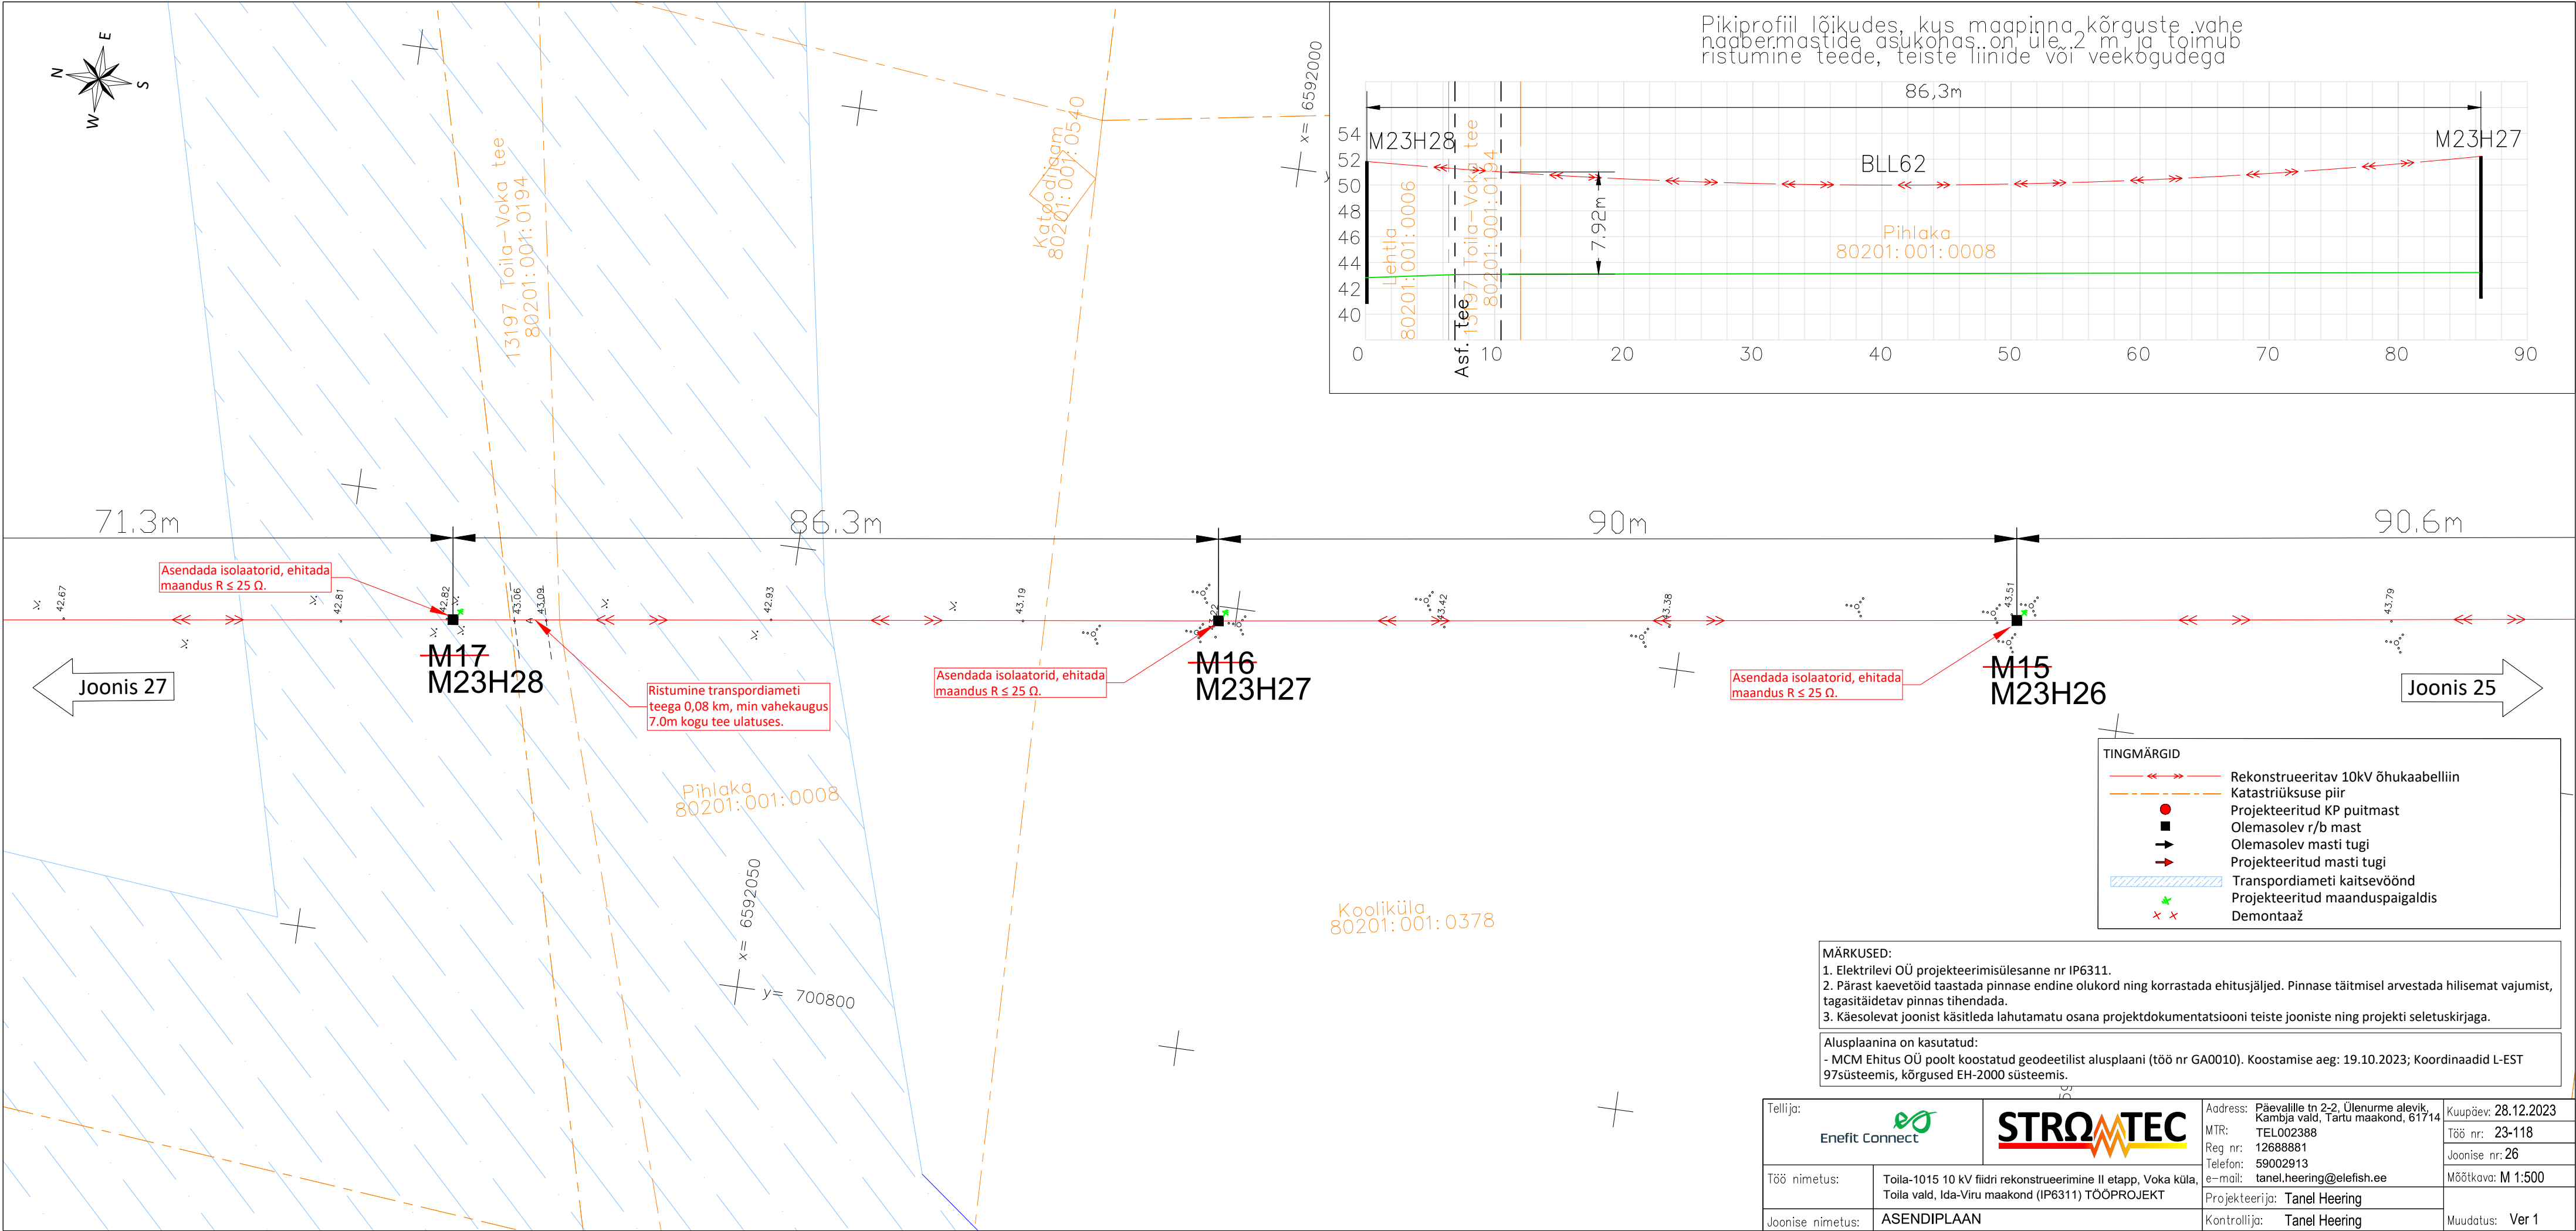 Pikiprofiil lõikudes, kus maapinna kõrguste vahe
naabermastide asukohas on üle 2 m ja toimub
ristumine teede, teiste liinide või veekogudega
N
E
S
W
86,3m
54
52
50
48
46
44
42
40
M23H28
M23H27
BLL62
7.92m
Lehtla
80201:001:0006
Asf. tee
13197 Toila-Voka tee
80201:001:0194
Pihlaka
80201:001:0008
0
10
20
30
40
50
60
70
80
90
x= 6592000
13197 Toila-Voka tee
80201:001:0194
Katoodjaam
80201:001:0540
71.3m
86.3m
90m
90.6m
Asendada isolaatorid, ehitada
maandus R ≤ 25 Ω.
42.67
42.81
42.82
43.06
43.09
42.93
43.19
43.42
43.38
43.51
43.79
A
M17
M23H28
M16
M23H27
M15
M23H26
Joonis 27
Ristumine transpordiameti
teega 0,08 km, min vahekaugus
7.0m kogu tee ulatuses.
Asendada isolaatorid, ehitada
maandus R ≤ 25 Ω.
Asendada isolaatorid, ehitada
maandus R ≤ 25 Ω.
Joonis 25
Pihlaka
80201:001:0008
x= 6592050
y= 700800
Kooliküla
80201:001:0378
TINGMÄRGID
Rekonstrueeritav 10kV õhukaabelliin
Katastriüksuse piir
Projekteeritud KP puitmast
Olemasolev r/b mast
Olemasolev masti tugi
Projekteeritud masti tugi
Transpordiameti kaitsevöönd
Projekteeritud maanduspaigaldis
Demontaaž
MÄRKUSED:
1. Elektrilevi OÜ projekteerimisülesanne nr IP6311.
2. Pärast kaevetöid taastada pinnase endine olukord ning korrastada ehitusjäljed. Pinnase täitmisel arvestada hilisemat vajumist,
tagasitäidetav pinnas tihendada.
3. Käesolevat joonist käsitleda lahutamatu osana projektdokumentatsiooni teiste jooniste ning projekti seletuskirjaga.
Alusplaanina on kasutatud:
- MCM Ehitus OÜ poolt koostatud geodeetilist alusplaani (töö nr GA0010). Koostamise aeg: 19.10.2023; Koordinaadid L-EST
97süsteemis, kõrgused EH-2000 süsteemis.
Tellija:
Enefit Connect
STROMTEC
Aadress: Päevalille tn 2-2, Ülenurme alevik,
Kambja vald, Tartu maakond, 61714
MTR: TEL002388
Reg nr: 12688881
Telefon: 59002913
e-mail: tanel.heering@elefish.ee
Kuupäev: 28.12.2023
Töö nr: 23-118
Joonise nr: 26
Mõõtkava: M 1:500
Töö nimetus:
Toila-1015 10 kV fiidri rekonstrueerimine II etapp, Voka küla,
Toila vald, Ida-Viru maakond (IP6311) TÖÖPROJEKT
Projekteerija: Tanel Heering
Joonise nimetus: ASENDIPLAAN
Kontrollija: Tanel Heering
Muudatus: Ver 1